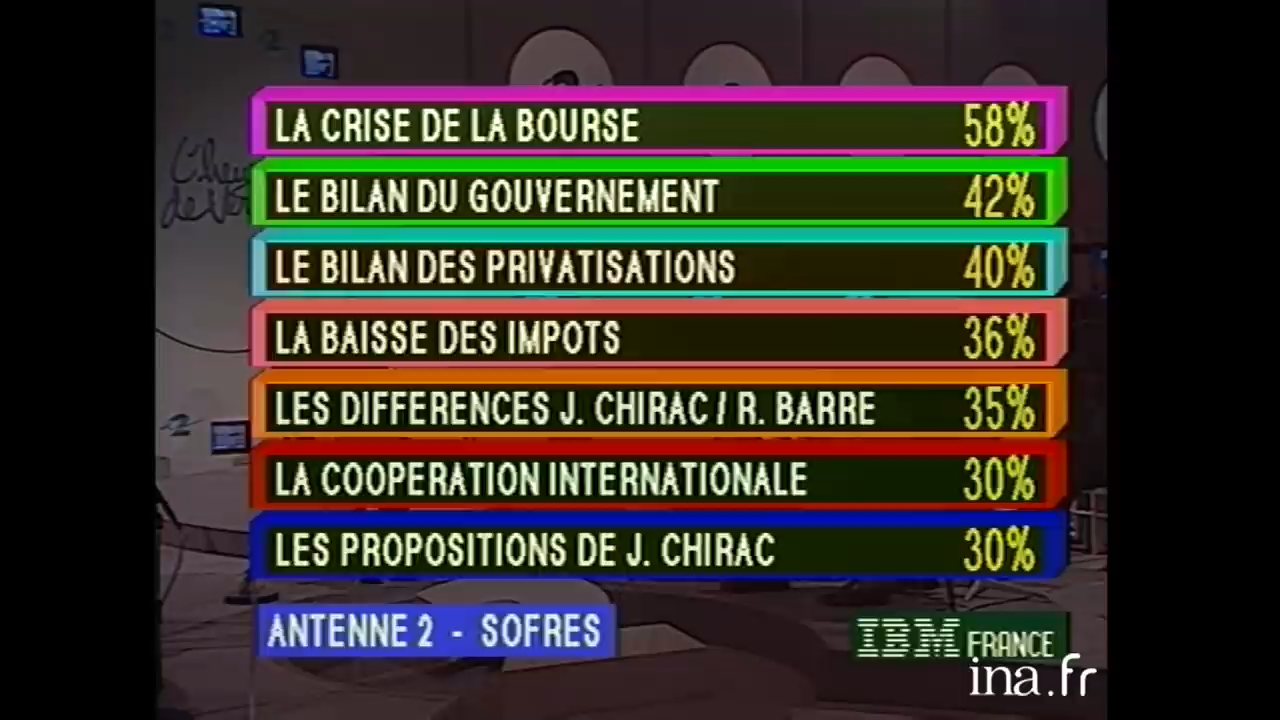 LA CRISE DE LA BOURSE 58%
LE BILAN DU GOUVERNEMENT 42%
LE BILAN DES PRIVATISATIONS 40%
LA BAISSE DES IMPOTS 36%
LES DIFFERENCES J. CHIRAC / R. BARRE 35%
LA COOPERATION INTERNATIONALE 30%
LES PROPOSITIONS DE J. CHIRAC 30%
ANTENNE 2 - SOFRES
IBM FRANCE
ina.fr